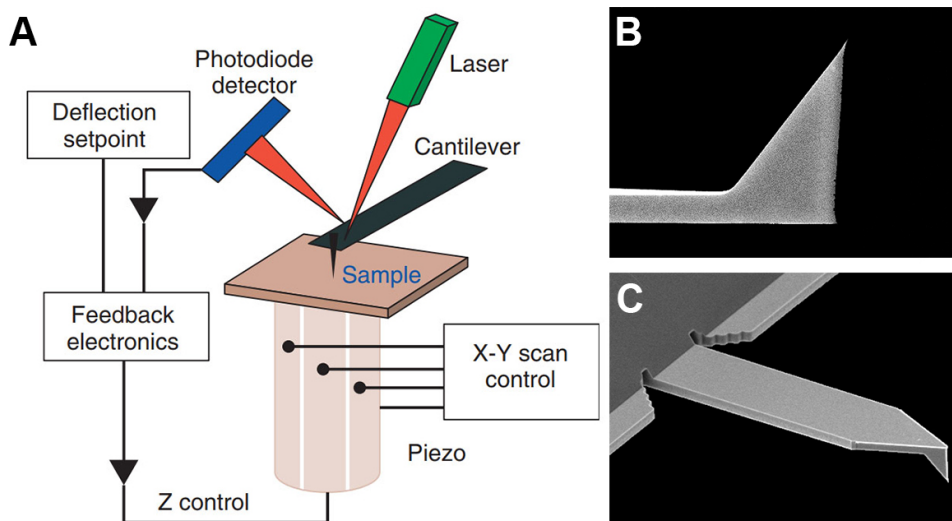 A
Photodiode
detector
Laser
Deflection
setpoint
Cantilever
Sample
Feedback
electronics
X-Y scan
control
Piezo
Z control
B
C